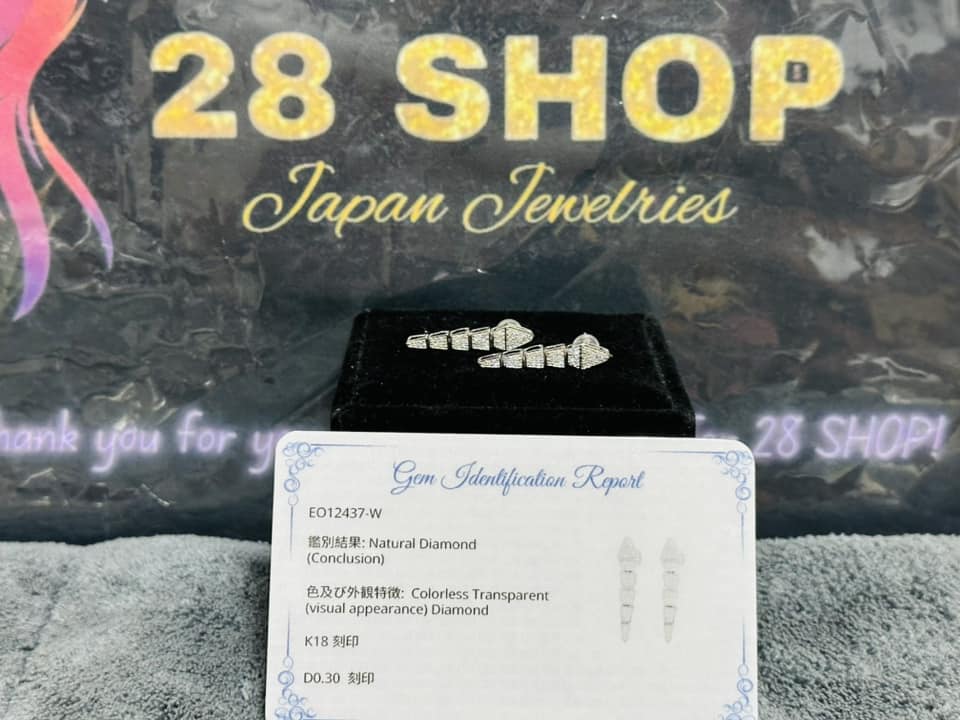 28 SHOP
Japan Jewelries
hank you for y
28 SHOP!
Gem Identification Report
EO12437-W
鑑別結果: Natural Diamond
(Conclusion)
色及び外観特徴: Colorless Transparent
(visual appearance) Diamond
K18 刻印
D0.30 刻印